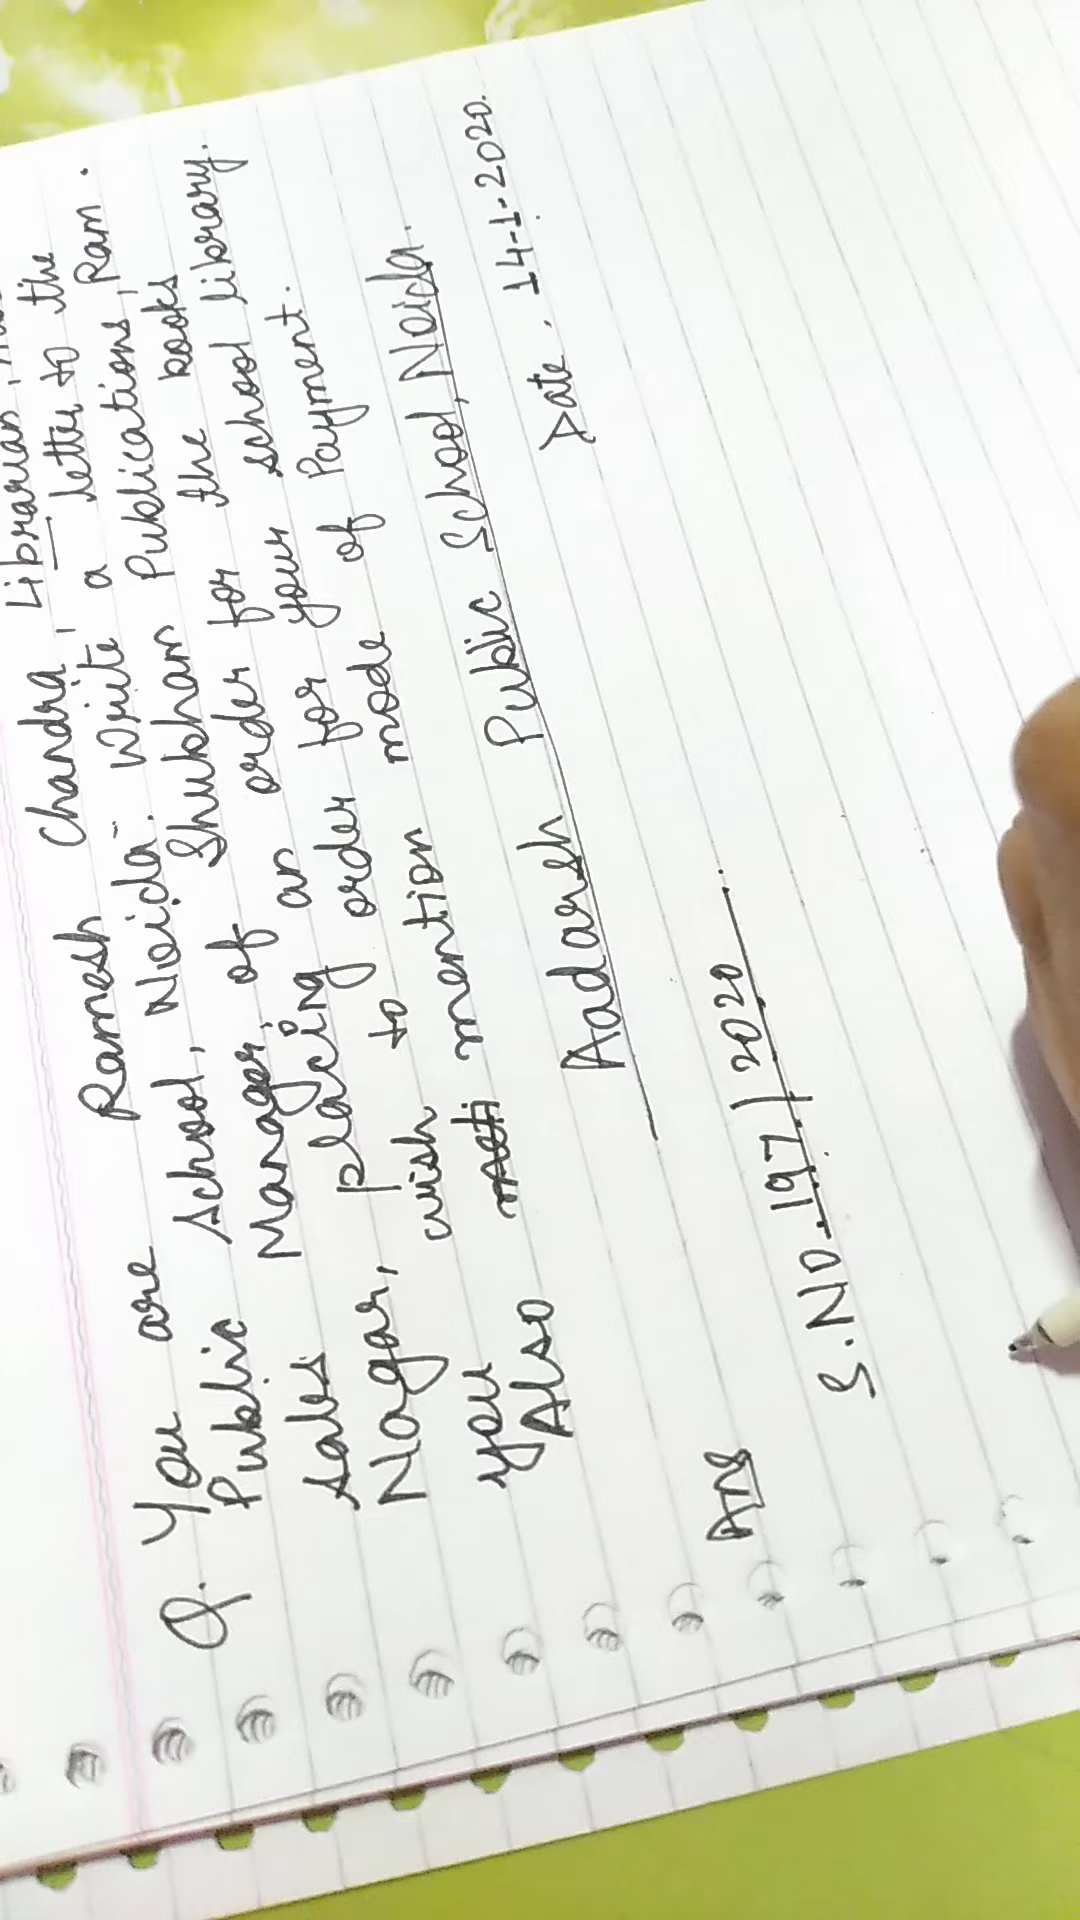 Q. You are Ramesh Chandra, Librarian,
Public School, Noida. Write a letter to the
Sales Manager of Shubham Publications, Ram
Nagar, placing an order for the books
you wish to order for your school library.
Also mention mode of Payment.
Aadarsh Public School, Noida.
Ans
Date. 14-1-2020.
S.NO. 197/2020